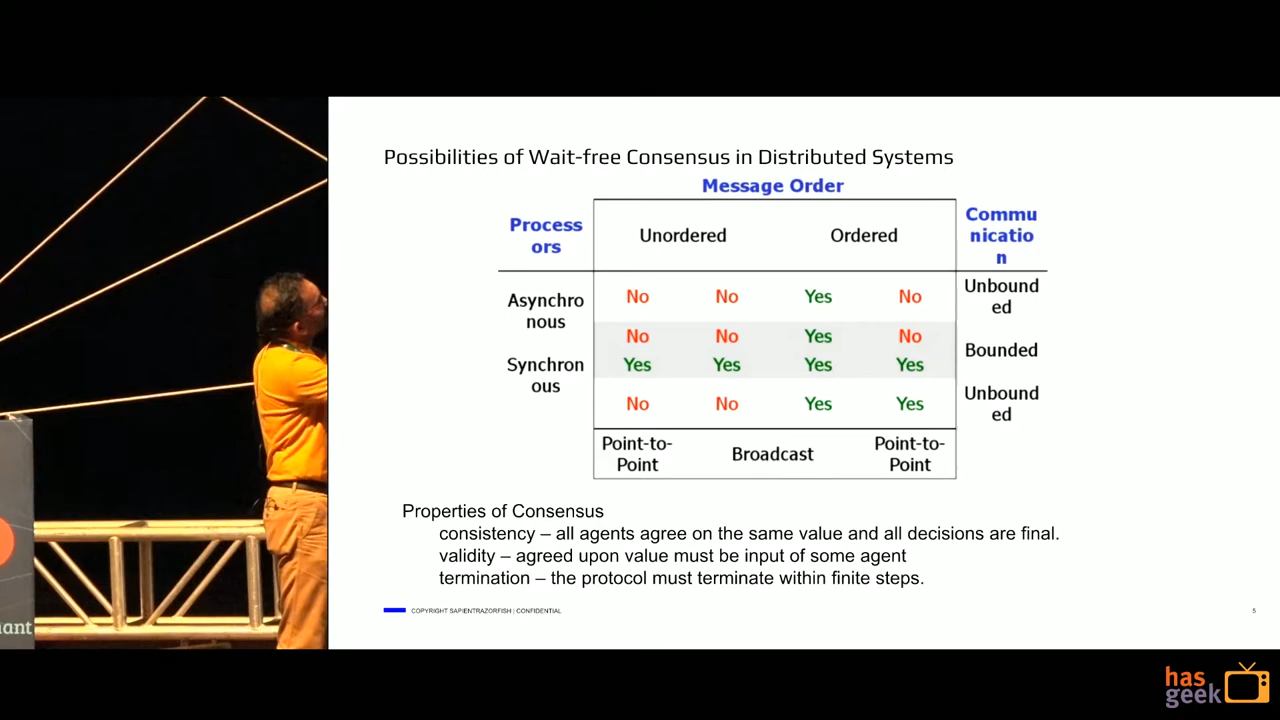 Possibilities of Wait-free Consensus in Distributed Systems
Message Order
Process
ors
Unordered
Ordered
Commu
nicatio
n
Asynchro
nous
No No Yes No
Unbound
ed
No No Yes No
Bounded
Synchron
ous
Yes Yes Yes Yes
No No Yes Yes
Unbound
ed
Point-to-
Point
Broadcast
Point-to-
Point
Properties of Consensus
consistency – all agents agree on the same value and all decisions are final.
validity – agreed upon value must be input of some agent
termination – the protocol must terminate within finite steps.
COPYRIGHT SAPIENTRAZORFISH | CONFIDENTIAL
5
ant
has
geek